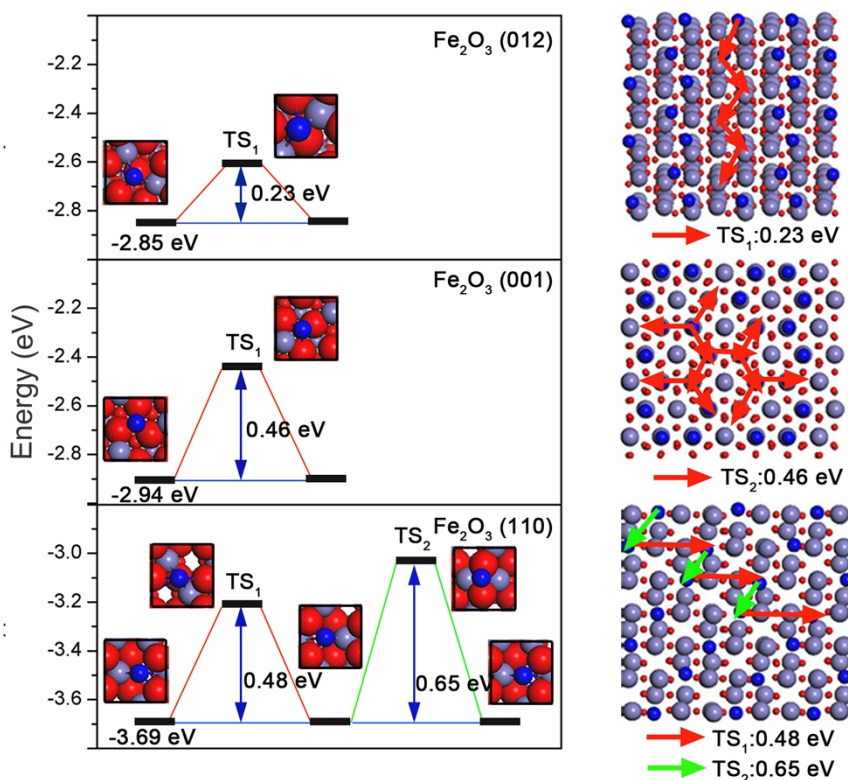 Energy (eV)
Fe₂O₃ (012)
-2.2
-2.4
-2.6
-2.8
TS₁
0.23 eV
-2.85 eV
TS₁:0.23 eV
Fe₂O₃ (001)
-2.2
-2.4
-2.6
-2.8
TS₁
0.46 eV
-2.94 eV
TS₂:0.46 eV
Fe₂O₃ (110)
-3.0
-3.2
-3.4
-3.6
TS₁
TS₂
0.48 eV
0.65 eV
-3.69 eV
TS₁:0.48 eV
TS₂:0.65 eV